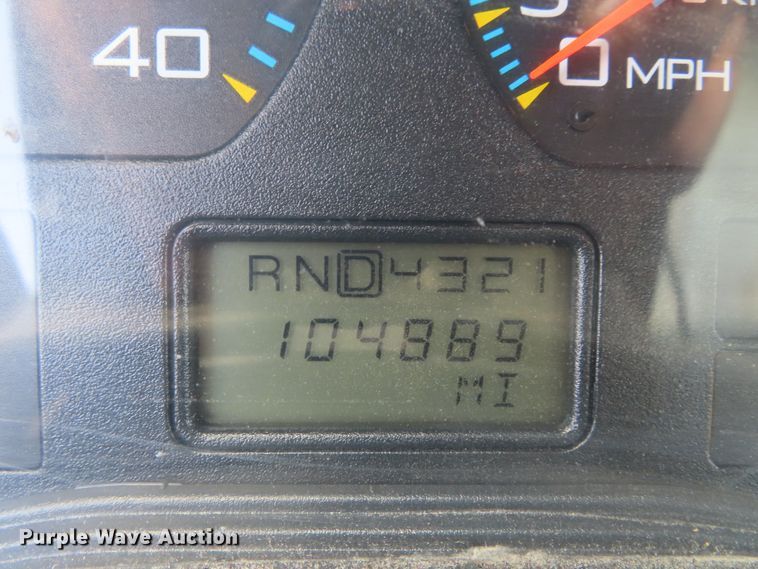 40
0 MPH
RND4321
104889
MI
Purple Wave Auction